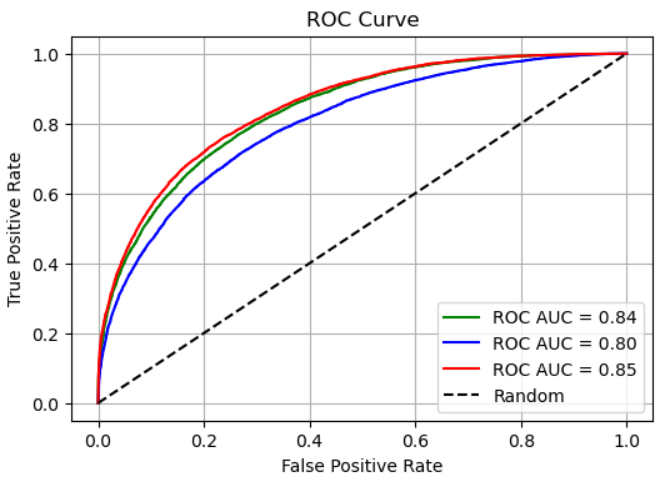 ROC Curve
1.0
0.8
0.6
0.4
0.2
0.0
True Positive Rate
ROC AUC = 0.84
ROC AUC = 0.80
ROC AUC = 0.85
Random
0.0 0.2 0.4 0.6 0.8 1.0
False Positive Rate